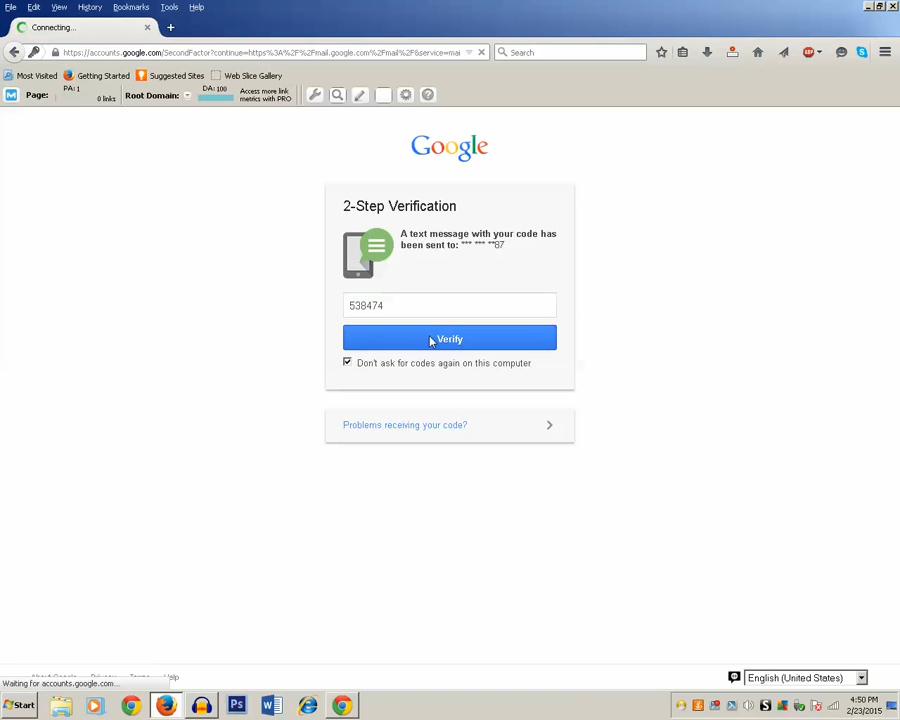 File Edit View History Bookmarks Tools Help
Connecting...
https://accounts.google.com/SecondFactor?continue=https%3A%2F%2Fmail.google.com%2Fmail%2F&service=mai
Search
Most Visited Getting Started Suggested Sites Web Slice Gallery
Page: PA: 1 0 links Root Domain: DA: 100 Access more link metrics with PRO
Google
2-Step Verification
A text message with your code has
been sent to: *** *** **87
538474
Verify
Don't ask for codes again on this computer
Problems receiving your code?
Help
English (United States)
Waiting for accounts.google.com...
Start
4:50 PM
2/23/2015